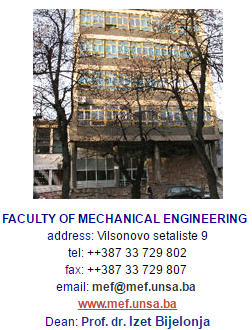 FACULTY OF MECHANICAL ENGINEERING
address: Vilsonovo setaliste 9
tel: ++387 33 729 802
fax: ++387 33 729 807
email: mef@mef.unsa.ba
www.mef.unsa.ba
Dean: Prof. dr. Izet Bijelonja